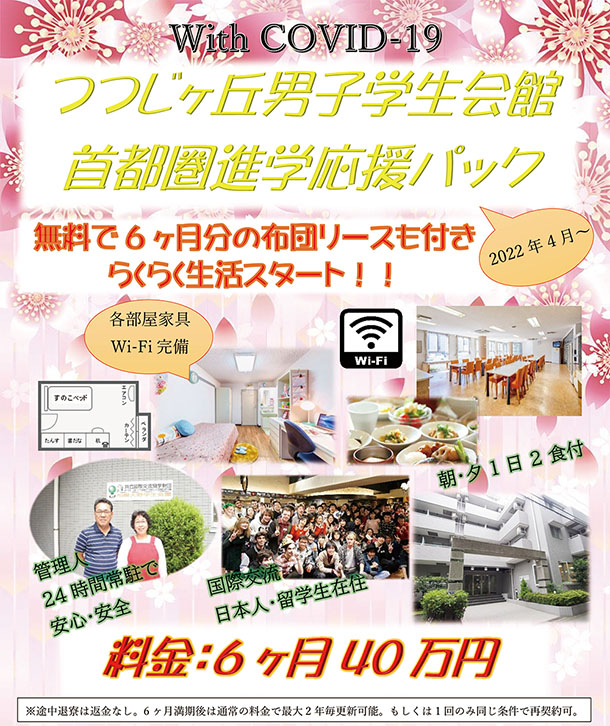 With COVID-19
つつじヶ丘男子学生会館
首都圏進学応援パック
無料で6ヶ月分の布団リースも付き
らくらく生活スタート！！
2022年4月～
各部屋家具
Wi-Fi完備
Wi-Fi
すのこベッド
エアコン
カーテン
ベランダ
たんす
本だな
机
朝・夕1日2食付
管理人
24時間常駐で
安心・安全
国際交流
日本人・留学生在住
料金：6ヶ月40万円
※途中退寮は返金なし。6ヶ月満期後は通常の料金で最大2年毎更新可能。もしくは1回のみ同じ条件で再契約可。